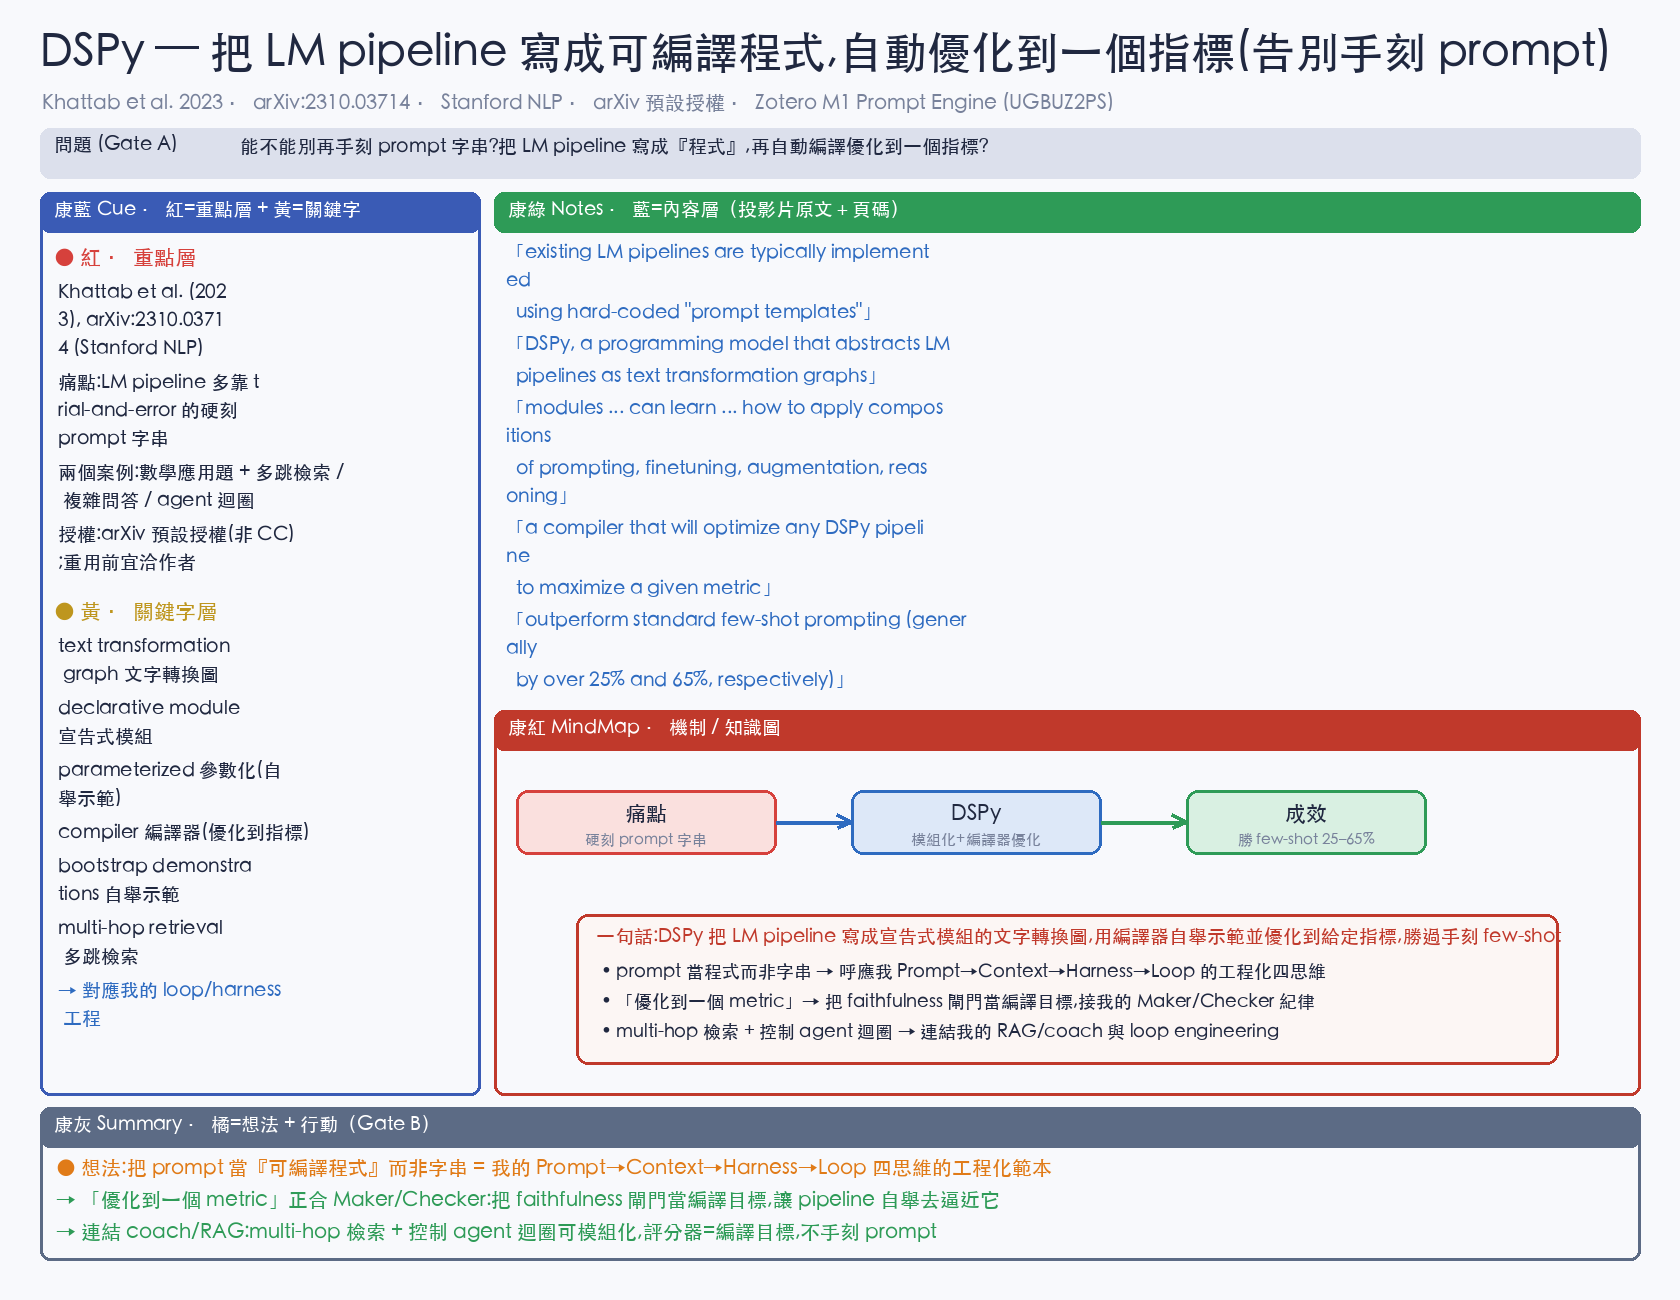 DSPy — 把 LM pipeline 寫成可編譯程式,自動優化到一個指標(告別手刻 prompt)
Khattab et al. 2023 · arXiv:2310.03714 · Stanford NLP · arXiv 預設授權 · Zotero M1 Prompt Engine (UGBUZ2PS)
問題 (Gate A) 能不能別再手刻 prompt 字串?把 LM pipeline 寫成『程式』,再自動編譯優化到一個指標?
康藍 Cue · 紅=重點層 + 黃=關鍵字
● 紅 · 重點層
Khattab et al. (202
3), arXiv:2310.0371
4 (Stanford NLP)
痛點:LM pipeline 多靠 t
rial-and-error 的硬刻
prompt 字串
兩個案例:數學應用題 + 多跳檢索 /
複雜問答 / agent 迴圈
授權:arXiv 預設授權(非 CC)
;重用前宜洽作者
● 黃 · 關鍵字層
text transformation
graph 文字轉換圖
declarative module
宣告式模組
parameterized 參數化(自
舉示範)
compiler 編譯器(優化到指標)
bootstrap demonstra
tions 自舉示範
multi-hop retrieval
多跳檢索
→ 對應我的 loop/harness
工程
康綠 Notes · 藍=內容層（投影片原文 + 頁碼）
「existing LM pipelines are typically implement
ed
using hard-coded "prompt templates"」
「DSPy, a programming model that abstracts LM
pipelines as text transformation graphs」
「modules ... can learn ... how to apply compos
itions
of prompting, finetuning, augmentation, reas
oning」
「a compiler that will optimize any DSPy pipeli
ne
to maximize a given metric」
「outperform standard few-shot prompting (gener
ally
by over 25% and 65%, respectively)」
康紅 MindMap · 機制 / 知識圖
痛點
硬刻 prompt 字串
DSPy
模組化+編譯器優化
成效
勝 few-shot 25–65%
一句話:DSPy 把 LM pipeline 寫成宣告式模組的文字轉換圖,用編譯器自舉示範並優化到給定指標,勝過手刻 few-shot
• prompt 當程式而非字串 → 呼應我 Prompt→Context→Harness→Loop 的工程化四思維
• 「優化到一個 metric」→ 把 faithfulness 閘門當編譯目標,接我的 Maker/Checker 紀律
• multi-hop 檢索 + 控制 agent 迴圈 → 連結我的 RAG/coach 與 loop engineering
康灰 Summary · 橘=想法 + 行動（Gate B）
● 想法:把 prompt 當『可編譯程式』而非字串 = 我的 Prompt→Context→Harness→Loop 四思維的工程化範本
→ 「優化到一個 metric」正合 Maker/Checker:把 faithfulness 閘門當編譯目標,讓 pipeline 自舉去逼近它
→ 連結 coach/RAG:multi-hop 檢索 + 控制 agent 迴圈可模組化,評分器=編譯目標,不手刻 prompt